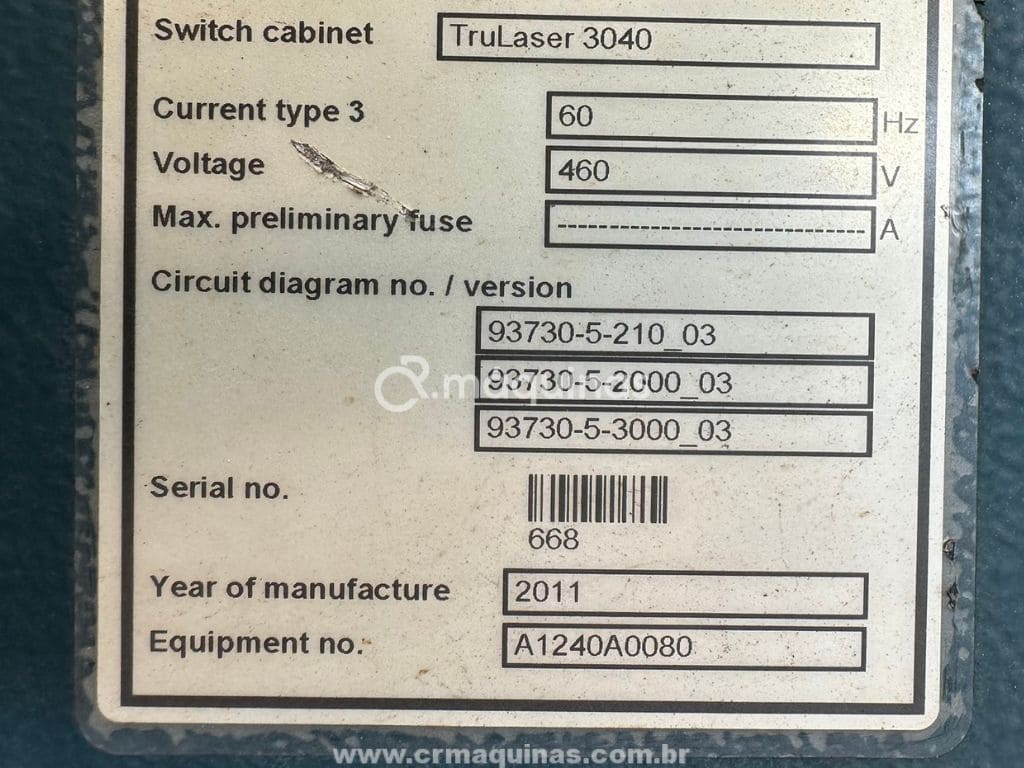 Switch cabinet TruLaser 3040
Current type 3 60 Hz
Voltage 460 V
Max. preliminary fuse ------------------------------ A
Circuit diagram no. / version
93730-5-210_03
93730-5-2000_03
CR.maquinas
93730-5-3000_03
Serial no.
668
Year of manufacture 2011
Equipment no. A1240A0080
www.crmaquinas.com.br